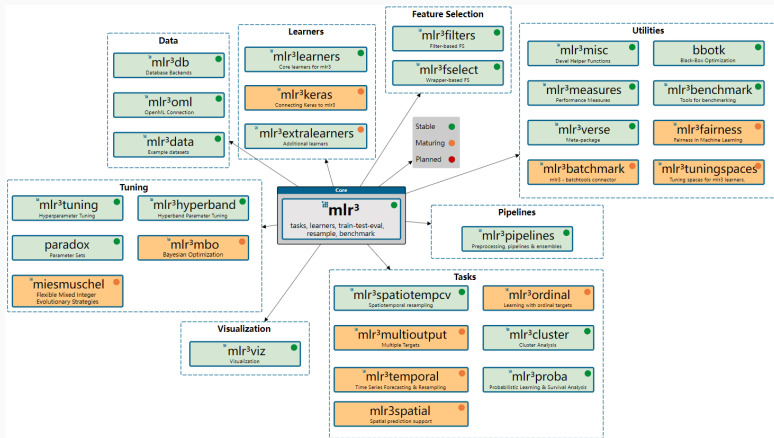 Data
mlr³db
Database Backends
mlr³oml
OpenML Connection
mlr³data
Example datasets
Learners
mlr³learners
Core learners for mlr3
mlr³keras
Connecting Keras to mlr3
mlr³extralearners
Additional learners
Feature Selection
mlr³filters
Filter-based FS
mlr³fselect
Wrapper-based FS
Utilities
mlr³misc
Devel Helper Functions
bbotk
Black-Box Optimization
mlr³measures
Performance Measures
mlr³benchmark
Tools for benchmarking
mlr³verse
Meta-package
mlr³fairness
Fairness in Machine Learning
mlr³batchmark
mlr3 - batchtools connector
mlr³tuningspaces
Tuning spaces for mlr3 learners.
Stable
Maturing
Planned
Core
mlr³
tasks, learners, train-test-eval,
resample, benchmark
Tuning
mlr³tuning
Hyperparameter Tuning
mlr³hyperband
Hyperband Parameter Tuning
paradox
Parameter Sets
mlr³mbo
Bayesian Optimization
miesmuschel
Flexible Mixed Integer
Evolutionary Strategies
Pipelines
mlr³pipelines
Preprocessing, pipelines & ensembles
Visualization
mlr³viz
Visualization
Tasks
mlr³spatiotempcv
Spatiotemporal resampling
mlr³ordinal
Learning with ordinal targets
mlr³multioutput
Multiple Targets
mlr³cluster
Cluster Analysis
mlr³temporal
Time Series Forecasting & Resampling
mlr³proba
Probabilistic Learning & Survival Analysis
mlr3spatial
Spatial prediction support